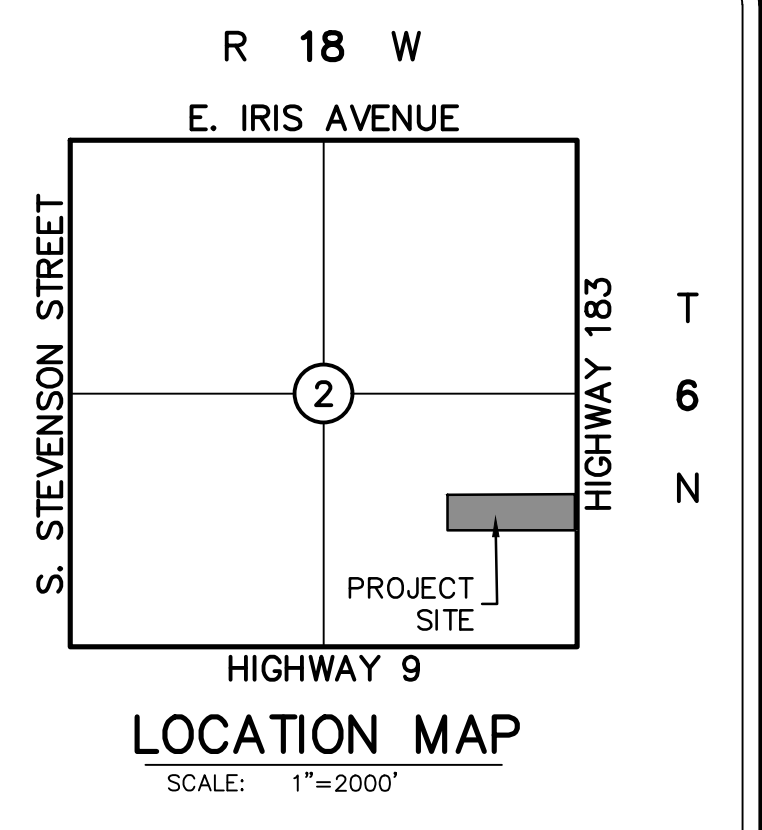 R 18 W
E. IRIS AVENUE
S. STEVENSON STREET
HIGHWAY 183
T
6
N
2
PROJECT
SITE
HIGHWAY 9
LOCATION MAP
SCALE: 1"=2000'